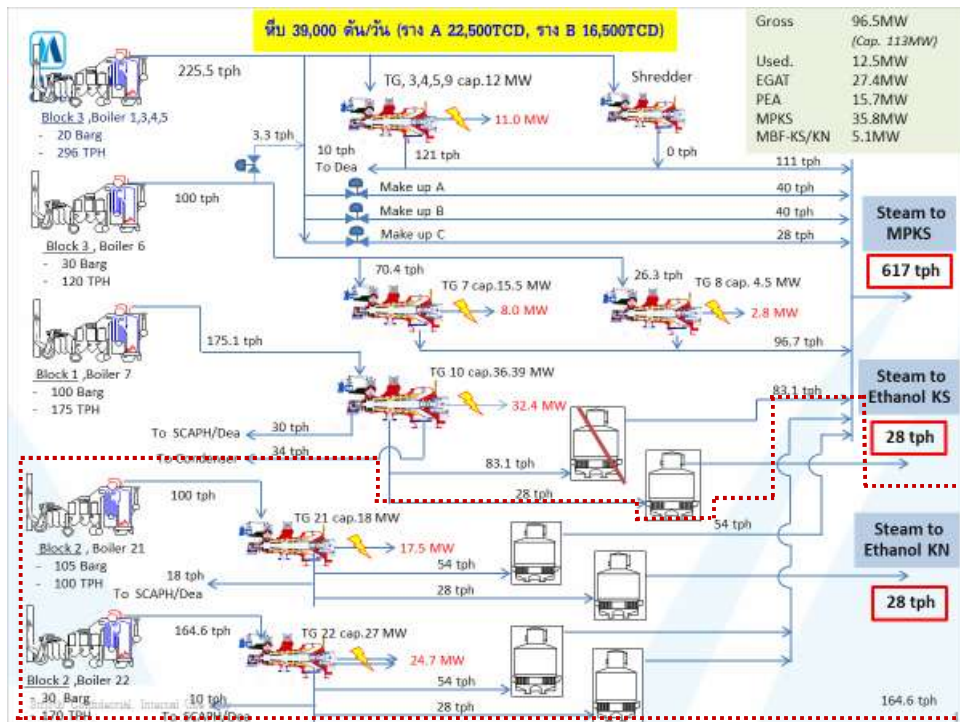 หีบ 39,000 ตัน/วัน (ราง A 22,500TCD, ราง B 16,500TCD)
Gross 96.5MW
(Cap. 113MW)
Used. 12.5MW
EGAT 27.4MW
PEA 15.7MW
MPKS 35.8MW
MBF-KS/KN 5.1MW
225.5 tph
TG, 3,4,5,9 cap.12 MW
Shredder
11.0 MW
Block 3 ,Boiler 1,3,4,5
- 20 Barg
- 296 TPH
3.3 tph
10 tph
To Dea
121 tph
0 tph
111 tph
Make up A
40 tph
Make up B
40 tph
Make up C
28 tph
100 tph
Block 3 , Boiler 6
- 30 Barg
- 120 TPH
Steam to
MPKS
617 tph
70.4 tph
TG 7 cap.15.5 MW
8.0 MW
26.3 tph
TG 8 cap. 4.5 MW
2.8 MW
96.7 tph
175.1 tph
Block 1 ,Boiler 7
- 100 Barg
- 175 TPH
TG 10 cap.36.39 MW
32.4 MW
83.1 tph
Steam to
Ethanol KS
28 tph
To SCAPH/Dea
30 tph
To Condenser
34 tph
83.1 tph
28 tph
100 tph
Block 2 , Boiler 21
- 105 Barg
- 100 TPH
TG 21 cap.18 MW
17.5 MW
54 tph
54 tph
28 tph
18 tph
To SCAPH/Dea
Steam to
Ethanol KN
28 tph
164.6 tph
Block 2 ,Boiler 22
- 30 Barg
- 170 TPH
TG 22 cap.27 MW
24.7 MW
54 tph
28 tph
10 tph
To SCAPH/Dea
164.6 tph